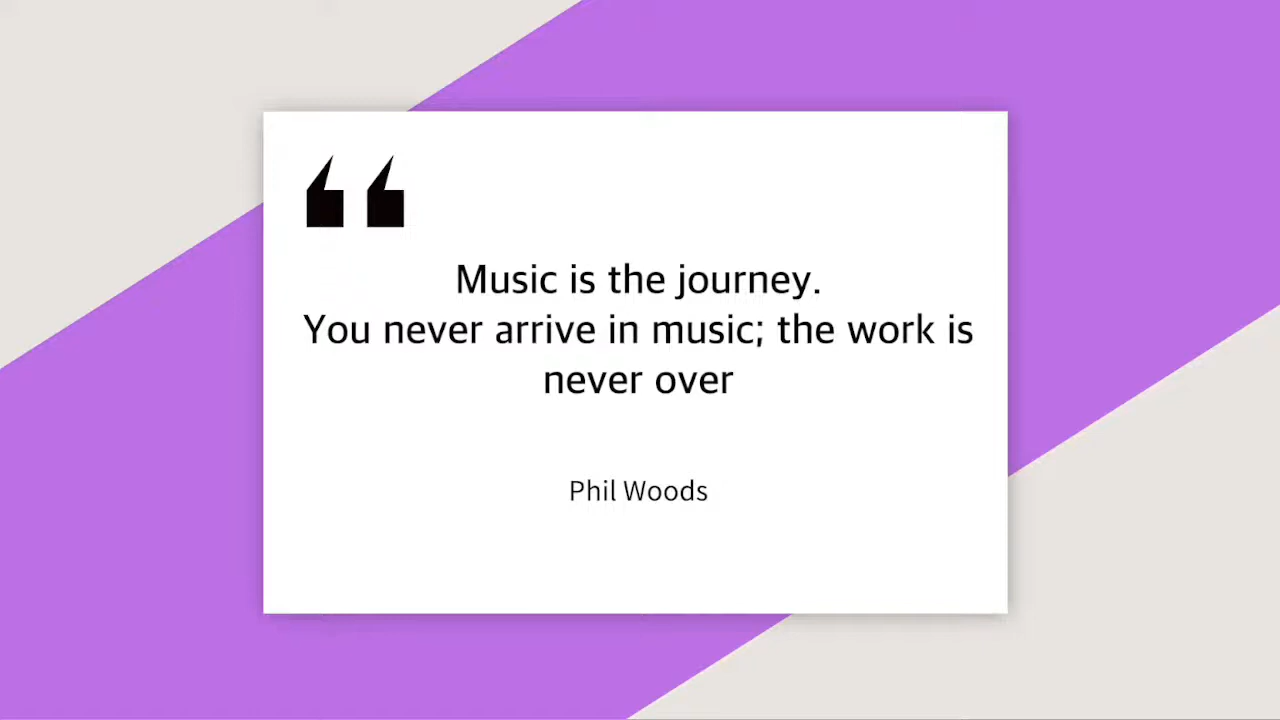 ❝
Music is the journey.
You never arrive in music; the work is
never over
Phil Woods